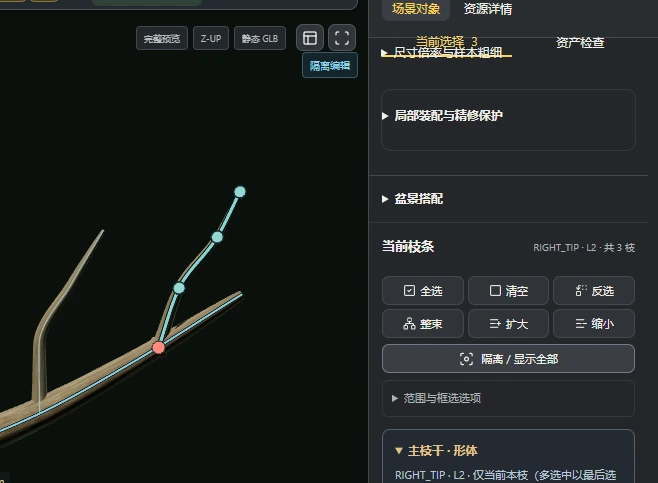 场景对象 资源详情
当前选择 3 资产检查
尺寸倍率与样本粗细
完整预览 Z-UP 静态 GLB
隔离编辑
局部装配与精修保护
盆景搭配
当前枝条 RIGHT_TIP · L2 · 共 3 枝
全选 清空 反选
整束 扩大 缩小
隔离 / 显示全部
范围与框选选项
主枝干 · 形体
RIGHT_TIP · L2 · 仅当前本枝（多选中以最后选